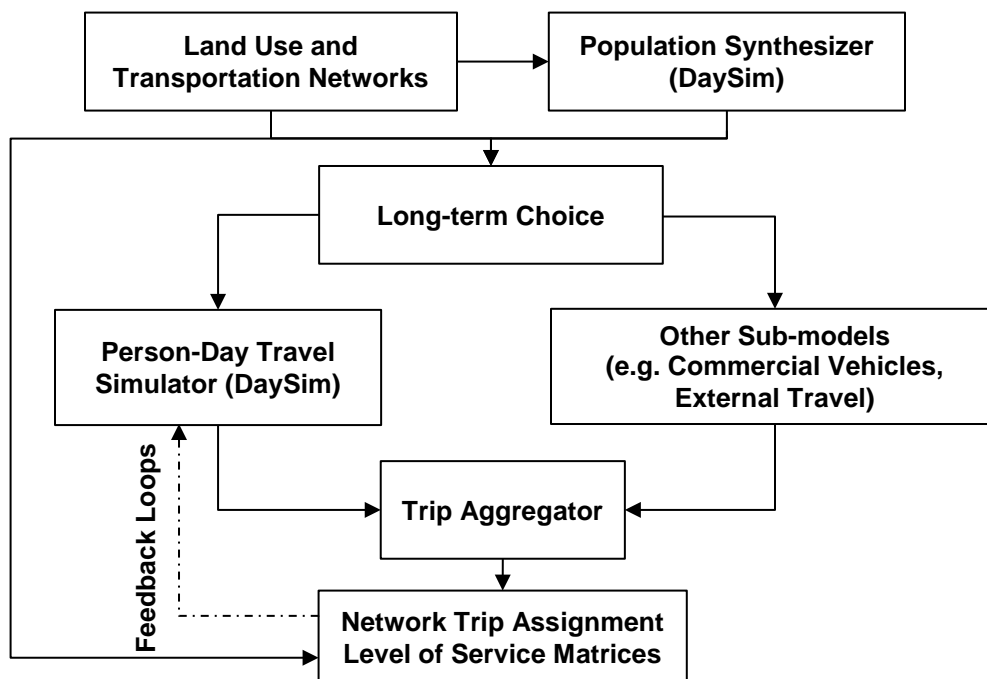 Land Use and
Transportation Networks
Population Synthesizer
(DaySim)
Long-term Choice
Person-Day Travel
Simulator (DaySim)
Other Sub-models
(e.g. Commercial Vehicles,
External Travel)
Feedback Loops
Trip Aggregator
Network Trip Assignment
Level of Service Matrices